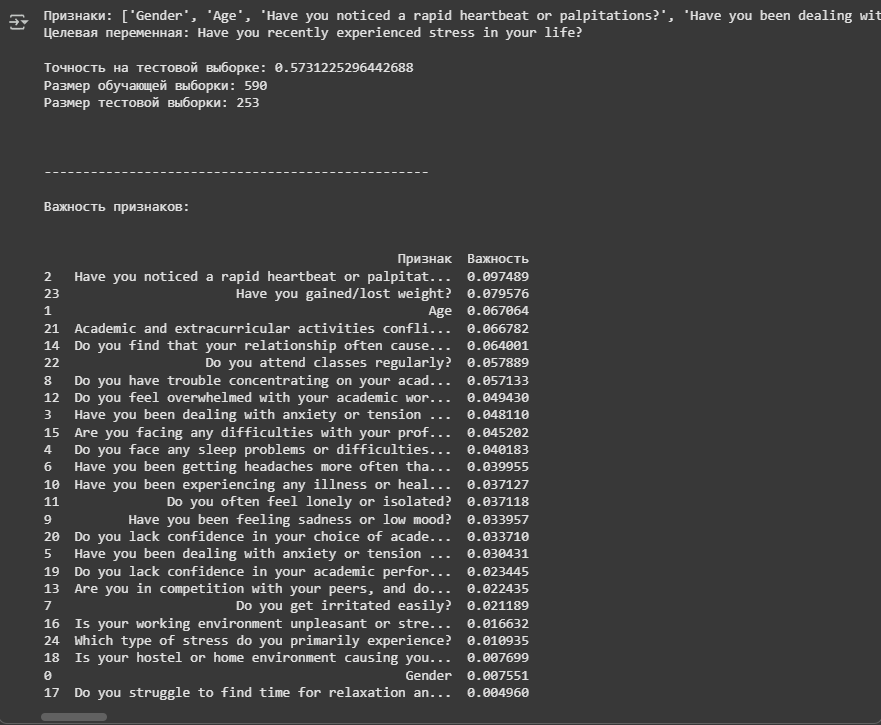 Признаки: ['Gender', 'Age', 'Have you noticed a rapid heartbeat or palpitations?', 'Have you been dealing wit
Целевая переменная: Have you recently experienced stress in your life?
Точность на тестовой выборке: 0.5731225296442688
Размер обучающей выборки: 590
Размер тестовой выборки: 253
--------------------------------------------------
Важность признаков:
Признак Важность
2 Have you noticed a rapid heartbeat or palpitat... 0.097489
23 Have you gained/lost weight? 0.079576
1 Age 0.067064
21 Academic and extracurricular activities confli... 0.066782
14 Do you find that your relationship often cause... 0.064001
22 Do you attend classes regularly? 0.057889
8 Do you have trouble concentrating on your acad... 0.057133
12 Do you feel overwhelmed with your academic wor... 0.049430
3 Have you been dealing with anxiety or tension ... 0.048110
15 Are you facing any difficulties with your prof... 0.045202
4 Do you face any sleep problems or difficulties... 0.040183
6 Have you been getting headaches more often tha... 0.039955
10 Have you been experiencing any illness or heal... 0.037127
11 Do you often feel lonely or isolated? 0.037118
9 Have you been feeling sadness or low mood? 0.033957
20 Do you lack confidence in your choice of acade... 0.033710
5 Have you been dealing with anxiety or tension ... 0.030431
19 Do you lack confidence in your academic perfor... 0.023445
13 Are you in competition with your peers, and do... 0.022435
7 Do you get irritated easily? 0.021189
16 Is your working environment unpleasant or stre... 0.016632
24 Which type of stress do you primarily experience? 0.010935
18 Is your hostel or home environment causing you... 0.007699
0 Gender 0.007551
17 Do you struggle to find time for relaxation an... 0.004960